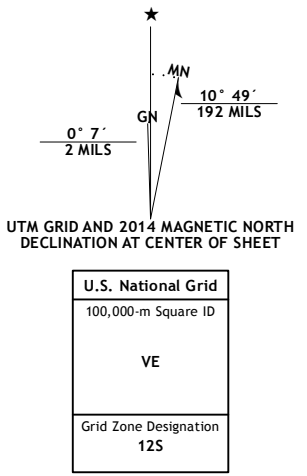 ★
MN
GN
10° 49´
192 MILS
0° 7´
2 MILS
UTM GRID AND 2014 MAGNETIC NORTH
DECLINATION AT CENTER OF SHEET
U.S. National Grid
100,000-m Square ID
VE
Grid Zone Designation
12S